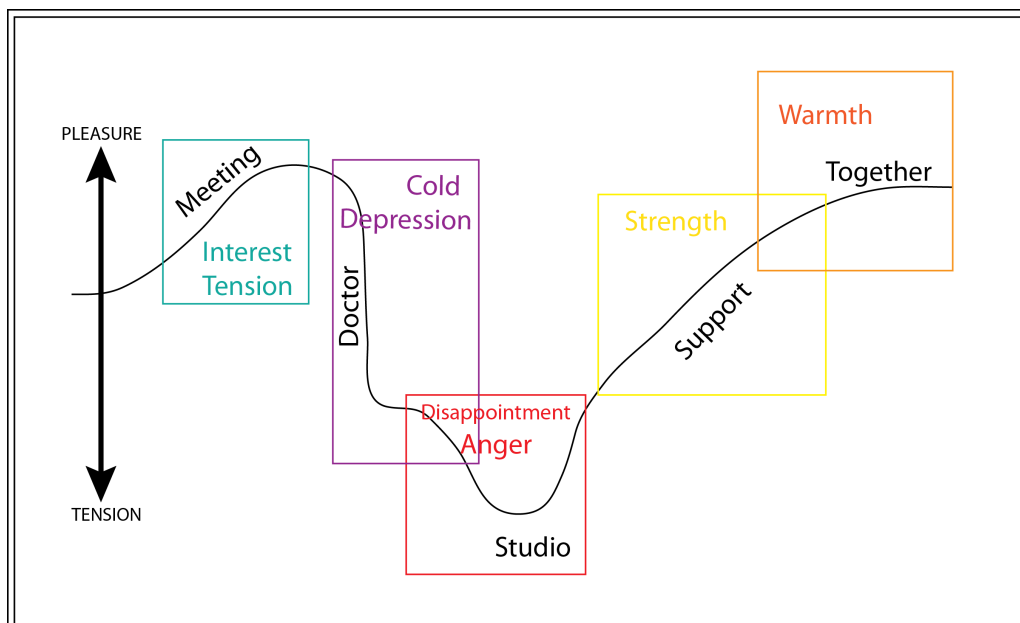 PLEASURE
Meeting
Interest
Tension
Cold
Depression
Doctor
Disappointment
Anger
Studio
Strength
Support
Warmth
Together
TENSION